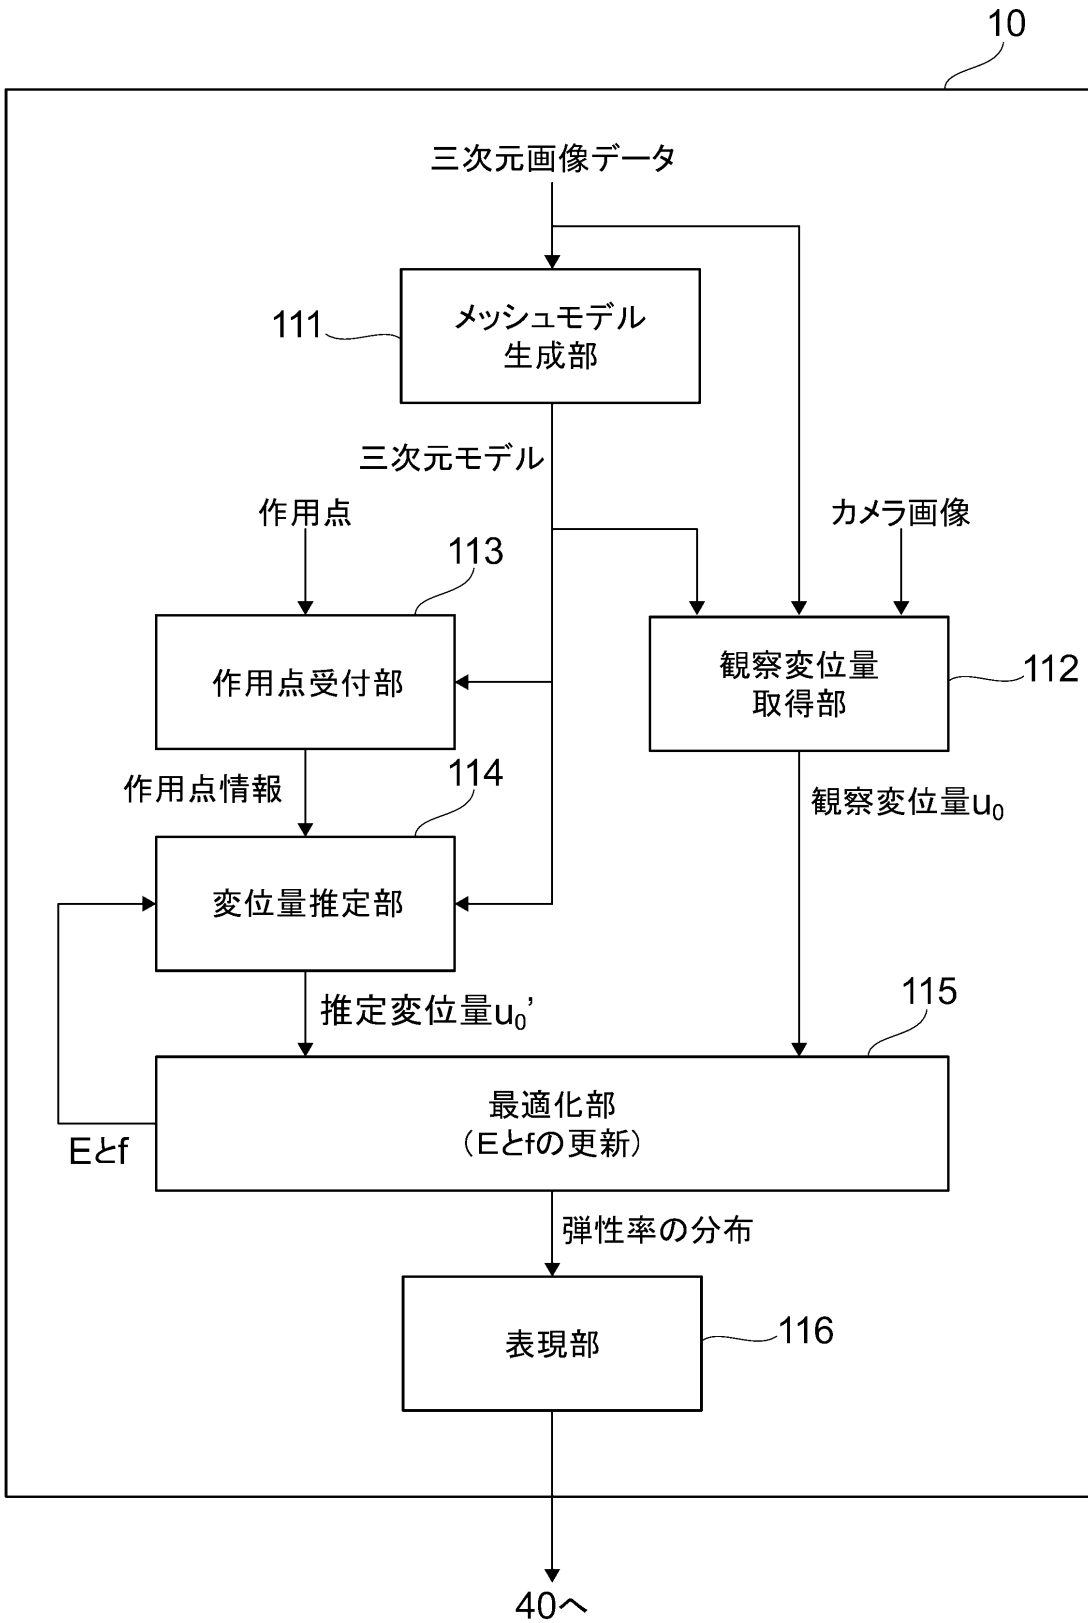 10
三次元画像データ
111
メッシュモデル
生成部
三次元モデル
作用点
カメラ画像
113
作用点受付部
観察変位量
取得部
112
作用点情報
114
観察変位量u₀
変位量推定部
推定変位量u₀’
115
最適化部
（Eとfの更新）
Eとf
弾性率の分布
表現部
116
40へ